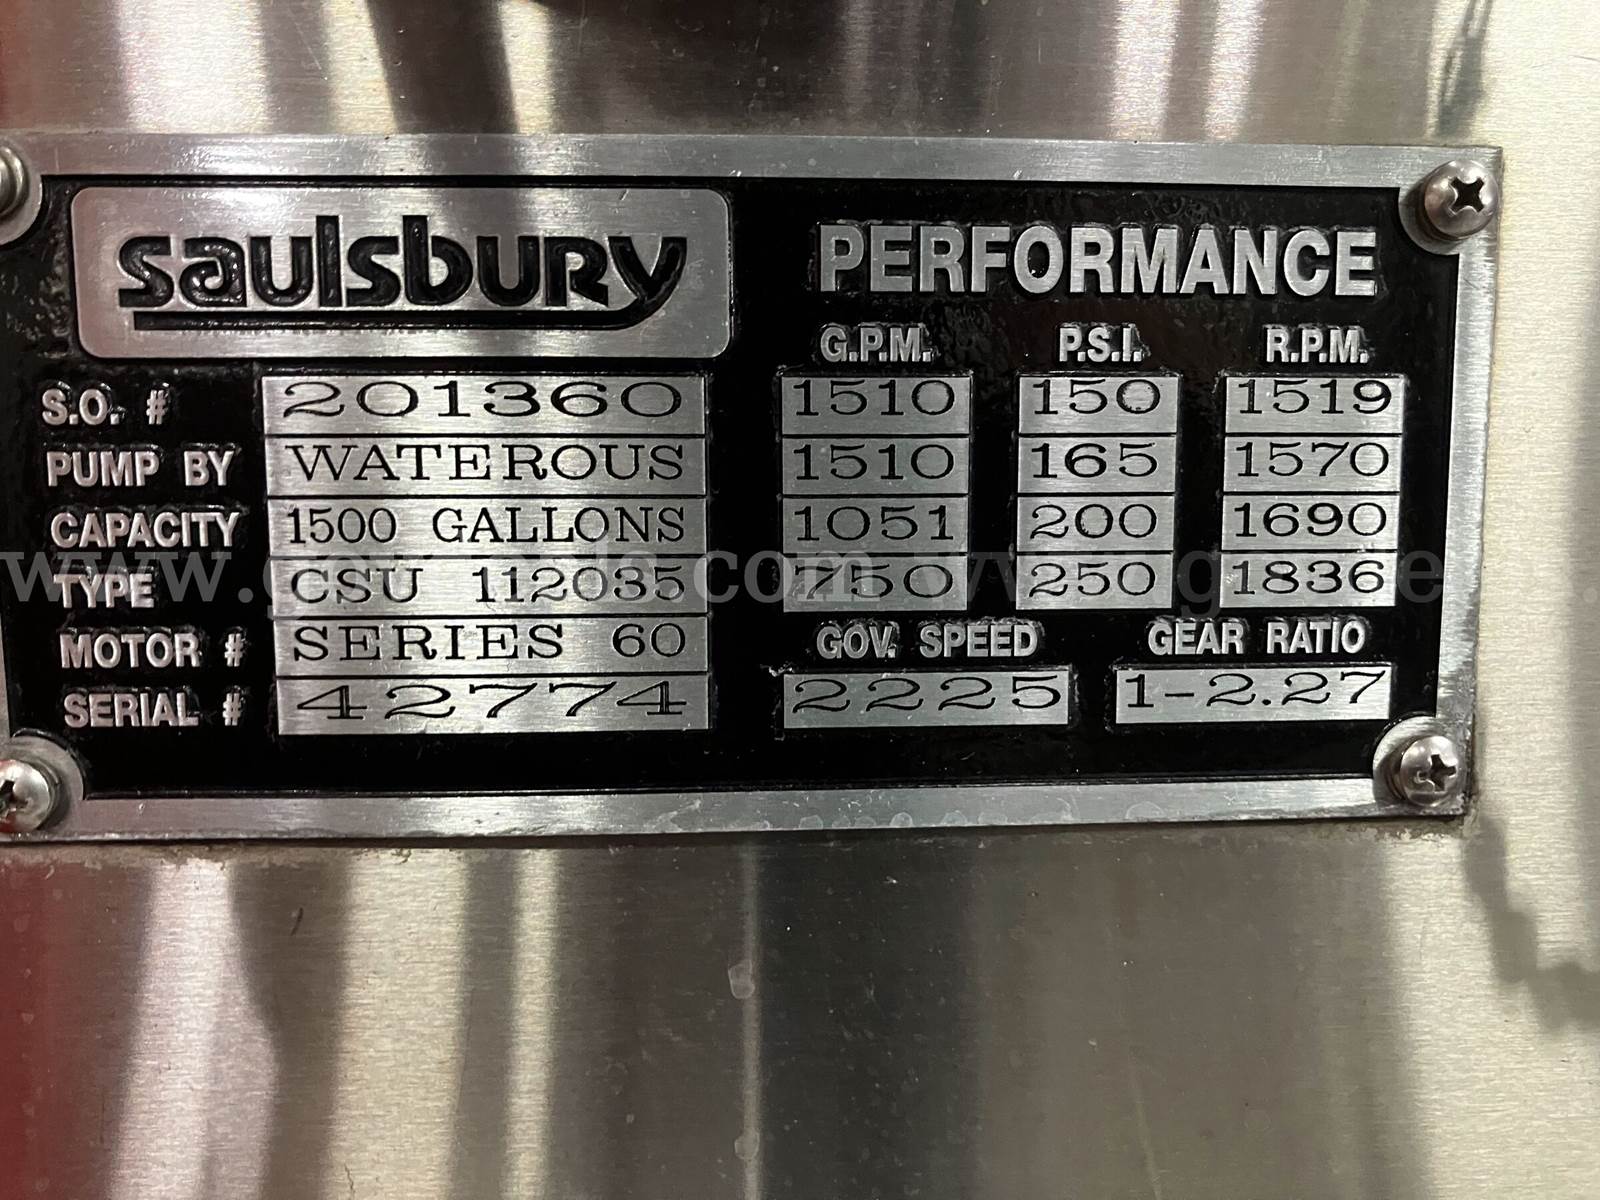 saulsbury
PERFORMANCE
G.P.M. P.S.I. R.P.M.
S.O. # 201360 1510 150 1519
PUMP BY WATEROUS 1510 165 1570
CAPACITY 1500 GALLONS 1051 200 1690
TYPE CSU 112035 750 250 1836
MOTOR # SERIES 60 GOV. SPEED GEAR RATIO
SERIAL # 42774 2225 1-2.27